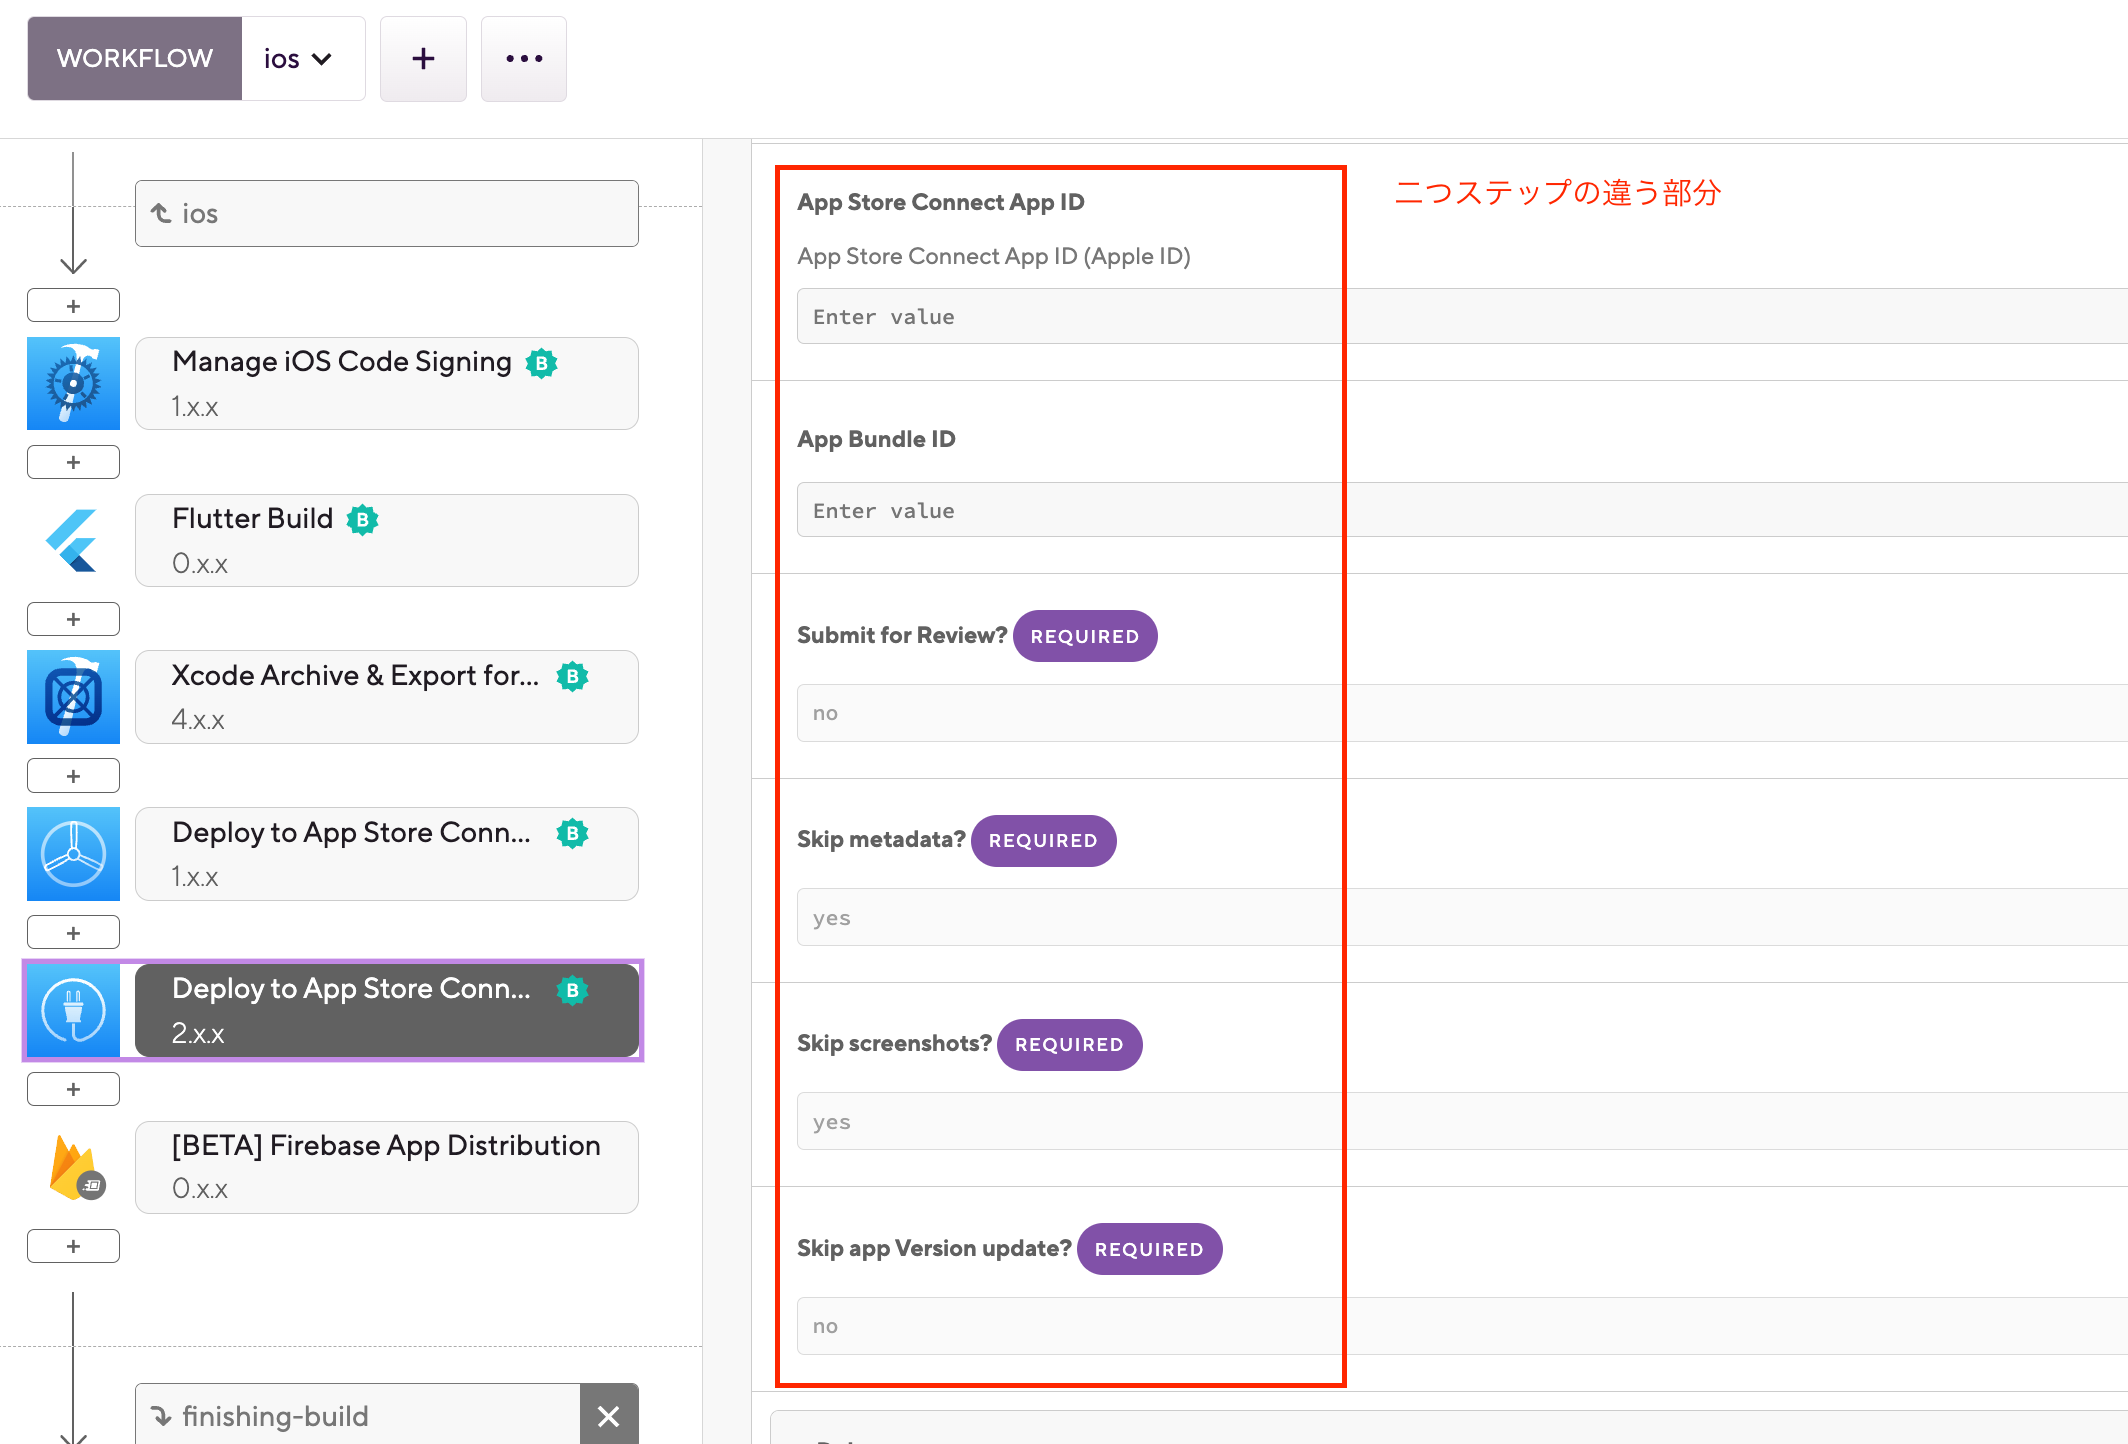 WORKFLOW
ios
ios
Manage iOS Code Signing
B
1.x.x
Flutter Build
B
0.x.x
Xcode Archive & Export for...
B
4.x.x
Deploy to App Store Conn...
B
1.x.x
Deploy to App Store Conn...
B
2.x.x
[BETA] Firebase App Distribution
0.x.x
finishing-build
二つステップの違う部分
App Store Connect App ID
App Store Connect App ID (Apple ID)
Enter value
App Bundle ID
Enter value
Submit for Review? REQUIRED
no
Skip metadata? REQUIRED
yes
Skip screenshots? REQUIRED
yes
Skip app Version update? REQUIRED
no